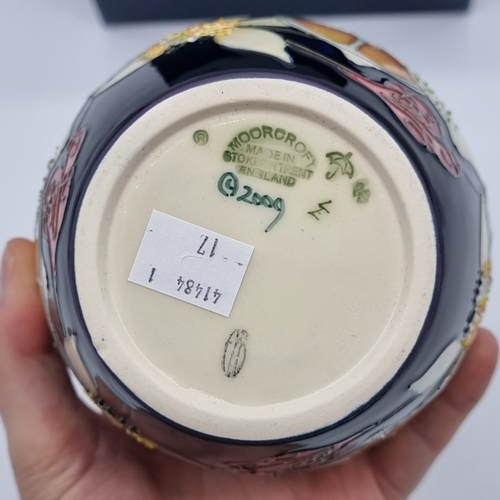 ®
MOORCROFT
MADE IN
STOKE-ON-TRENT
ENGLAND
© 2009
17
41484 1